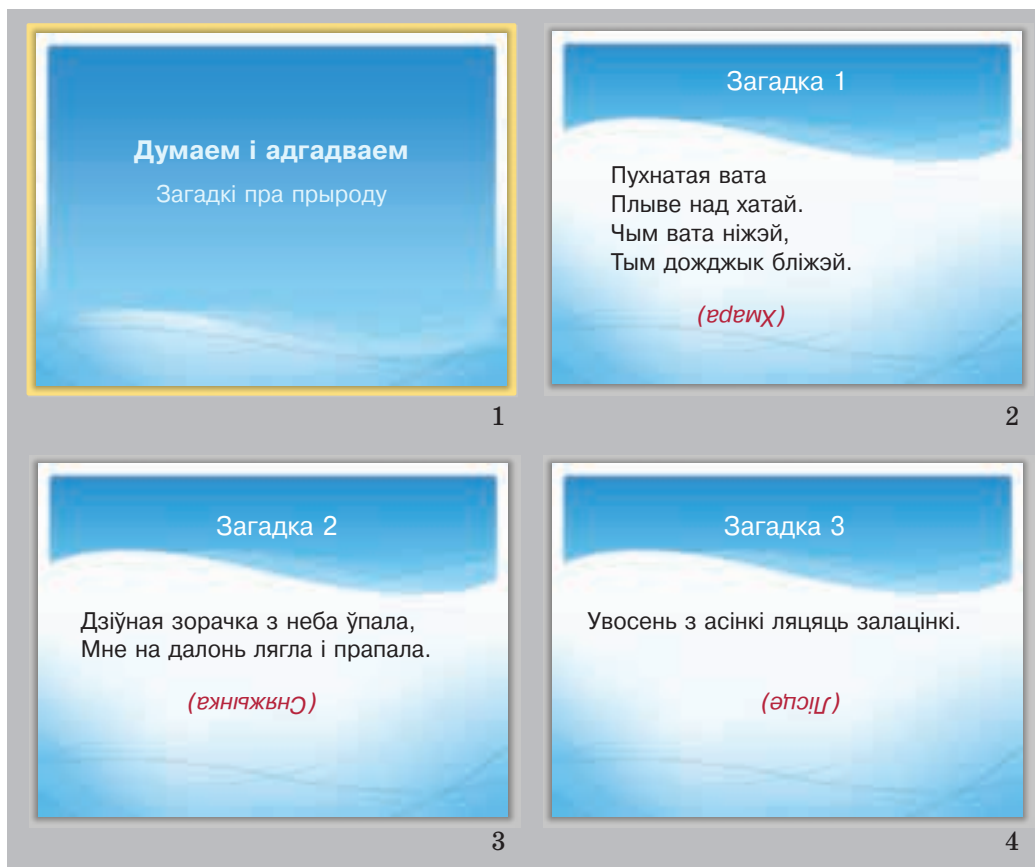 Думаем і адгадваем
Загадкі пра прыроду
1
Загадка 1
Пухнатая вата
Плыве над хатай.
Чым вата ніжэй,
Тым дожджык бліжэй.
(Хмара)
2
Загадка 2
Дзіўная зорачка з неба ўпала,
Мне на далонь лягла і прапала.
(Сняжынка)
3
Загадка 3
Увосень з асінкі ляцяць залацінкі.
(Лісце)
4